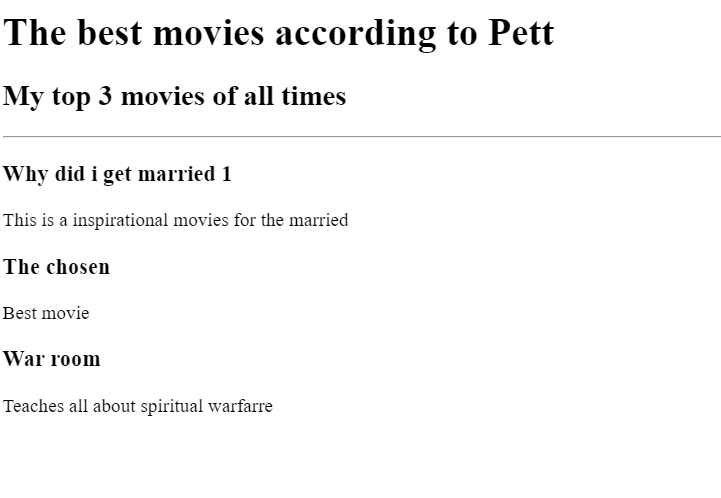 The best movies according to Pett
My top 3 movies of all times
Why did i get married 1
This is a inspirational movies for the married
The chosen
Best movie
War room
Teaches all about spiritual warfarre